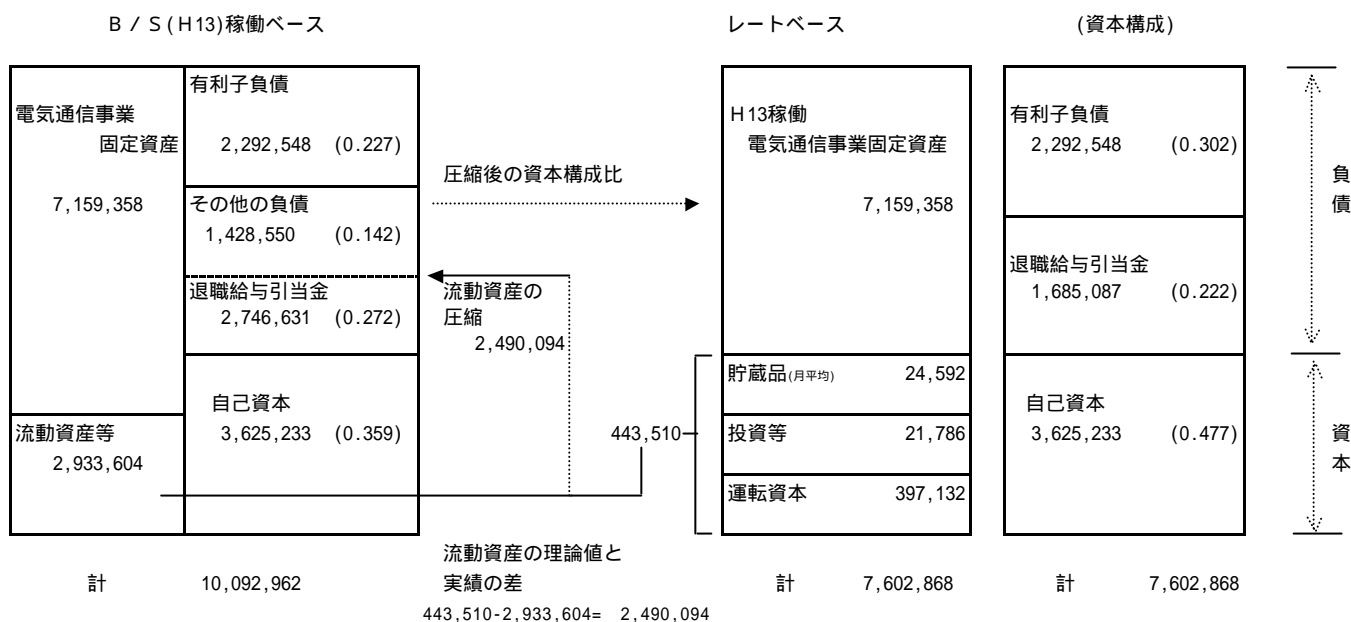 B / S(H13)稼働ベース
電気通信事業
固定資産
7,159,358
流動資産等
2,933,604
有利子負債
2,292,548 (0.227)
その他の負債
1,428,550 (0.142)
退職給与引当金
2,746,631 (0.272)
自己資本
3,625,233 (0.359)
計 10,092,962
圧縮後の資本構成比
流動資産の
圧縮
2,490,094
443,510
流動資産の理論値と
実績の差
443,510-2,933,604= 2,490,094
レートベース
H13稼働
電気通信事業固定資産
7,159,358
貯蔵品(月平均) 24,592
投資等 21,786
運転資本 397,132
計 7,602,868
(資本構成)
有利子負債
2,292,548 (0.302)
退職給与引当金
1,685,087 (0.222)
自己資本
3,625,233 (0.477)
計 7,602,868
負
債
資
本